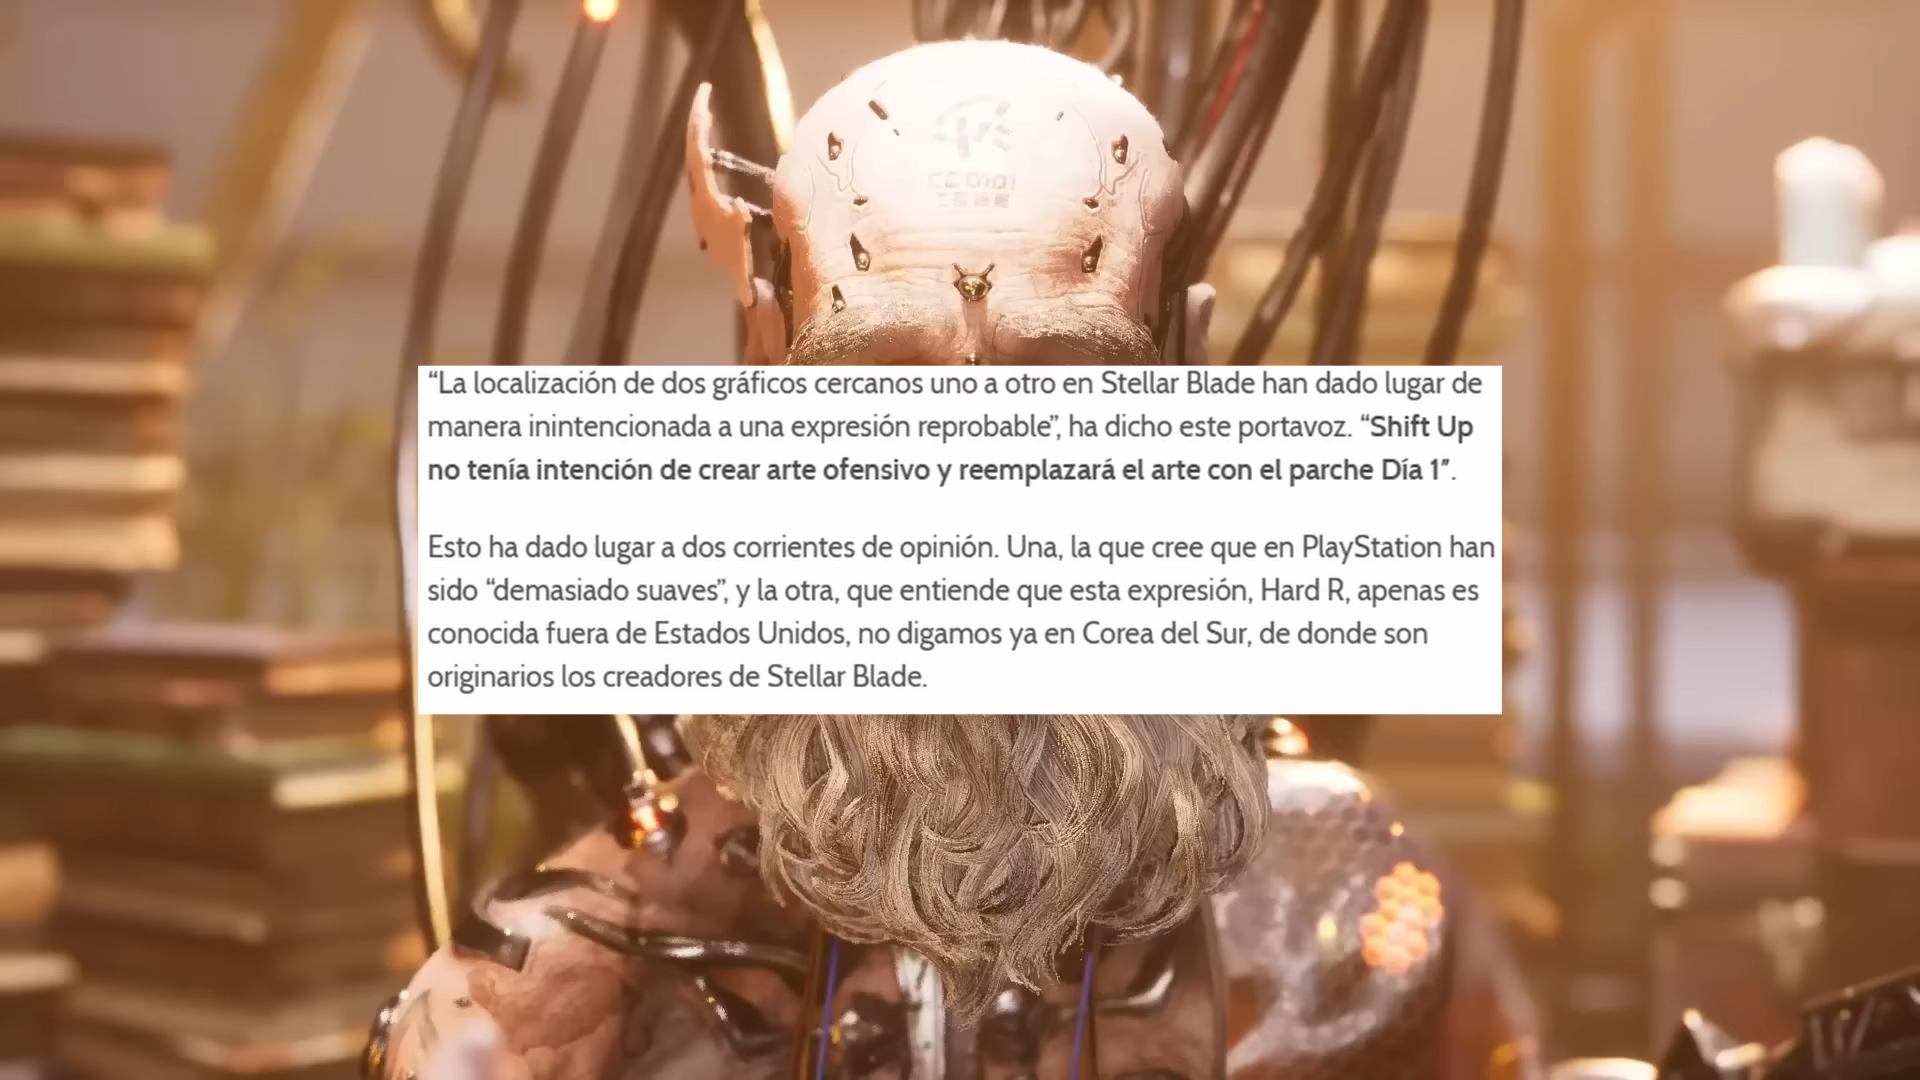 “La localización de dos gráficos cercanos uno a otro en Stellar Blade han dado lugar de
manera inintencionada a una expresión reprobable”, ha dicho este portavoz. “Shift Up
no tenía intención de crear arte ofensivo y reemplazará el arte con el parche Día 1”.
Esto ha dado lugar a dos corrientes de opinión. Una, la que cree que en PlayStation han
sido “demasiado suaves”, y la otra, que entiende que esta expresión, Hard R, apenas es
conocida fuera de Estados Unidos, no digamos ya en Corea del Sur, de donde son
originarios los creadores de Stellar Blade.